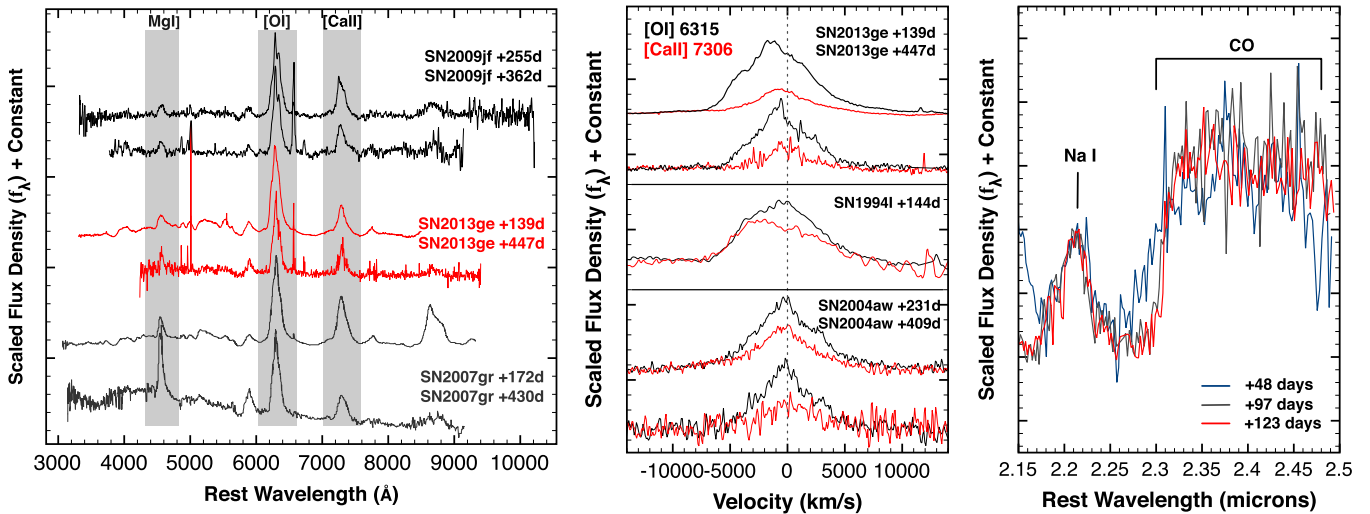 MgI]
[OI]
[CaII]
SN2009jf +255d
SN2009jf +362d
SN2013ge +139d
SN2013ge +447d
SN2007gr +172d
SN2007gr +430d
Scaled Flux Density (fλ) + Constant
3000 4000 5000 6000 7000 8000 9000 10000
Rest Wavelength (Å)
[OI] 6315
[CaII] 7306
SN2013ge +139d
SN2013ge +447d
SN1994I +144d
SN2004aw +231d
SN2004aw +409d
Scaled Flux Density (fλ) + Constant
-10000 -5000 0 5000 10000
Velocity (km/s)
CO
Na I
+48 days
+97 days
+123 days
Scaled Flux Density (fλ) + Constant
2.15 2.2 2.25 2.3 2.35 2.4 2.45 2.5
Rest Wavelength (microns)